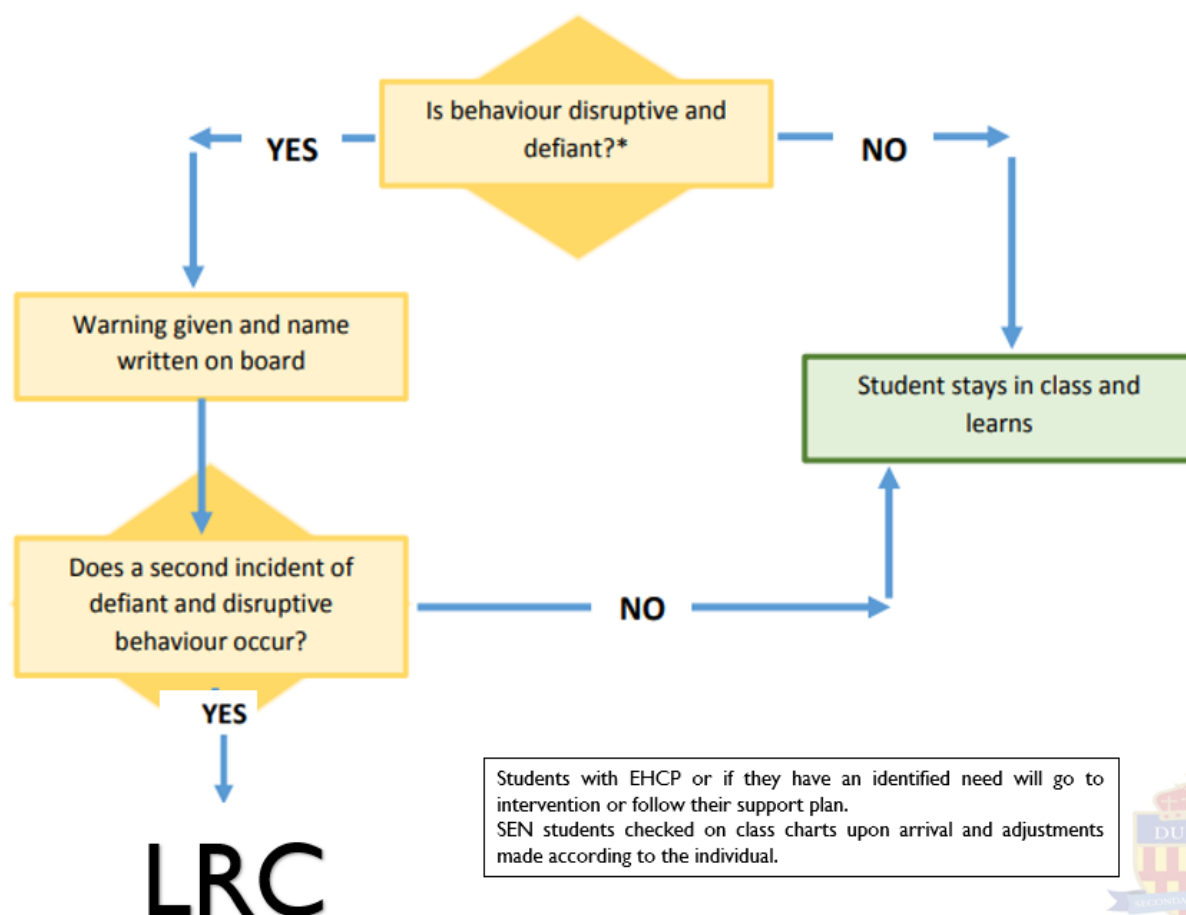 Is behaviour disruptive and
defiant?*
YES
NO
Warning given and name
written on board
Student stays in class and
learns
Does a second incident of
defiant and disruptive
behaviour occur?
NO
YES
LRC
Students with EHCP or if they have an identified need will go to
intervention or follow their support plan.
SEN students checked on class charts upon arrival and adjustments
made according to the individual.
DU
SECONDA